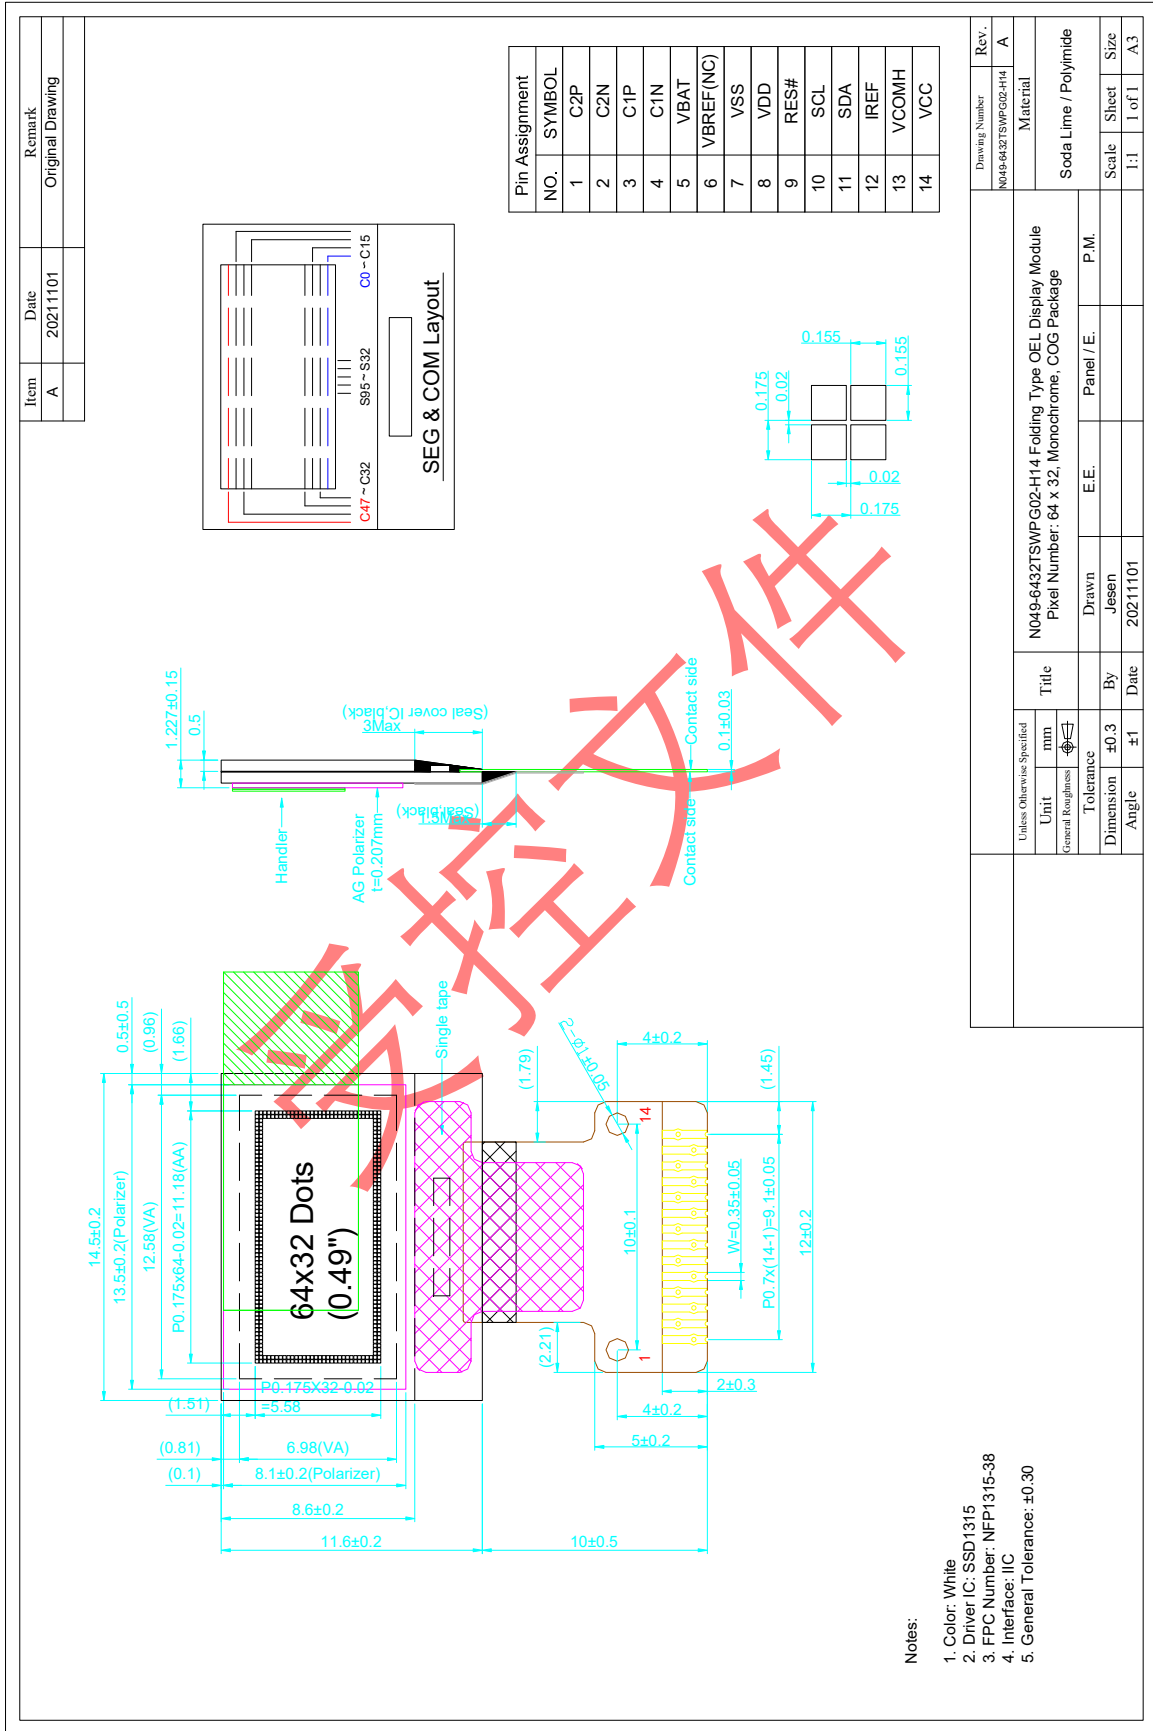 Item Date Remark
A 20211101 Original Drawing
C47 ~ C32 S95 ~ S32 C0 ~ C15
SEG & COM Layout
Pin Assignment
NO. SYMBOL
1 C2P
2 C2N
3 C1P
4 C1N
5 VBAT
6 VBREF(NC)
7 VSS
8 VDD
9 RES#
10 SCL
11 SDA
12 IREF
13 VCOMH
14 VCC
14.5±0.2
13.5±0.2(Polarizer)
12.58(VA)
P0.175x64-0.02=11.18(AA)
0.5±0.5
(0.96)
(1.66)
64x32 Dots
(0.49")
P0.175X32-0.02
=5.58
(1.51)
(0.81)
6.98(VA)
(0.1)
8.1±0.2(Polarizer)
8.6±0.2
11.6±0.2
10±0.5
Single tape
(1.79)
2-Φ1±0.05
4±0.2
(1.45)
14
10±0.1
W=0.35±0.05
P0.7x(14-1)=9.1±0.05
12±0.2
(2.21)
1
2±0.3
4±0.2
5±0.2
1.227±0.15
0.5
Handler
AG Polarizer
t=0.207mm
3Max
(Seal cover IC,black)
1.5Max
(Seal,black)
Contact side
Contact side
0.1±0.03
0.175
0.02
0.155
0.155
0.02
0.175
受控文件
Notes:
1. Color: White
2. Driver IC: SSD1315
3. FPC Number: NFP1315-38
4. Interface: IIC
5. General Tolerance: ±0.30
Unless Otherwise Specified
Unit mm
General Roughness
Tolerance
Dimension ±0.3
Angle ±1
Title
N049-6432TSWPG02-H14 Folding Type OEL Display Module
Pixel Number: 64 x 32, Monochrome, COG Package
By Drawn E.E. Panel / E. P.M.
Jesen
Date 20211101
Drawing Number Rev.
N049-6432TSWPG02-H14 A
Material
Soda Lime / Polyimide
Scale Sheet Size
1:1 1 of 1 A3